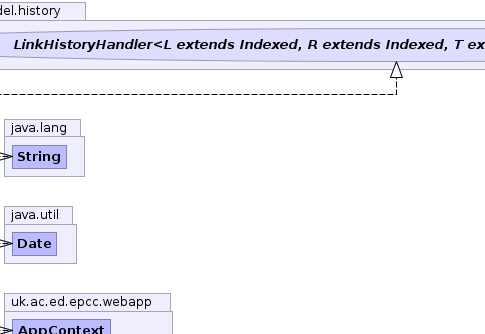 del.history
LinkHistoryHandler<L extends Indexed, R extends Indexed, T ex
java.lang
String
java.util
Date
uk.ac.ed.epcc.webapp
AppContext